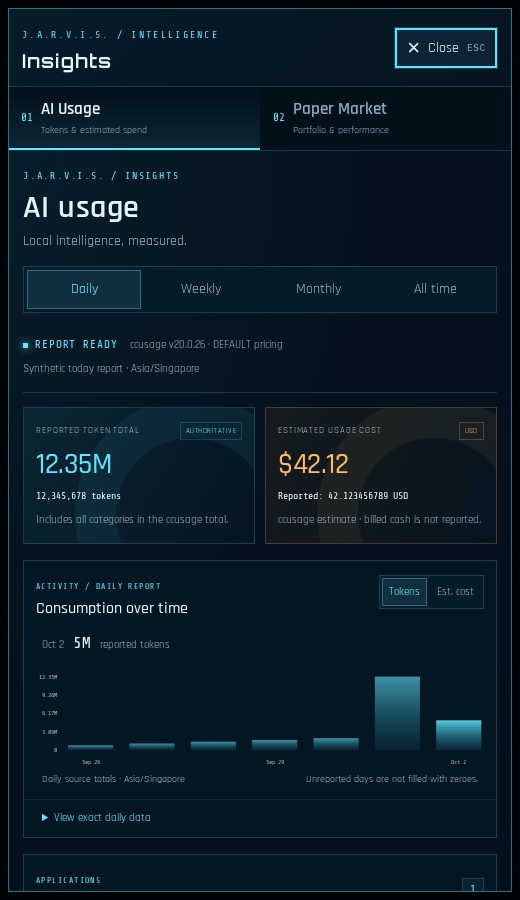 J.A.R.V.I.S. / INTELLIGENCE
Insights
Close ESC
01 AI Usage
Tokens & estimated spend
02 Paper Market
Portfolio & performance
J.A.R.V.I.S. / INSIGHTS
AI usage
Local intelligence, measured.
Daily Weekly Monthly All time
REPORT READY ccusage v20.0.26 · DEFAULT pricing
Synthetic today report · Asia/Singapore
REPORTED TOKEN TOTAL AUTHORITATIVE
12.35M
12,345,678 tokens
Includes all categories in the ccusage total.
ESTIMATED USAGE COST USD
$42.12
Reported: 42.123456789 USD
ccusage estimate · billed cash is not reported.
ACTIVITY / DAILY REPORT
Consumption over time
Tokens Est. cost
Oct 2 5M reported tokens
12.35M
9.26M
6.17M
3.09M
0
Sep 26 Sep 29 Oct 2
Daily source totals · Asia/Singapore Unreported days are not filled with zeroes.
View exact daily data
APPLICATIONS
1